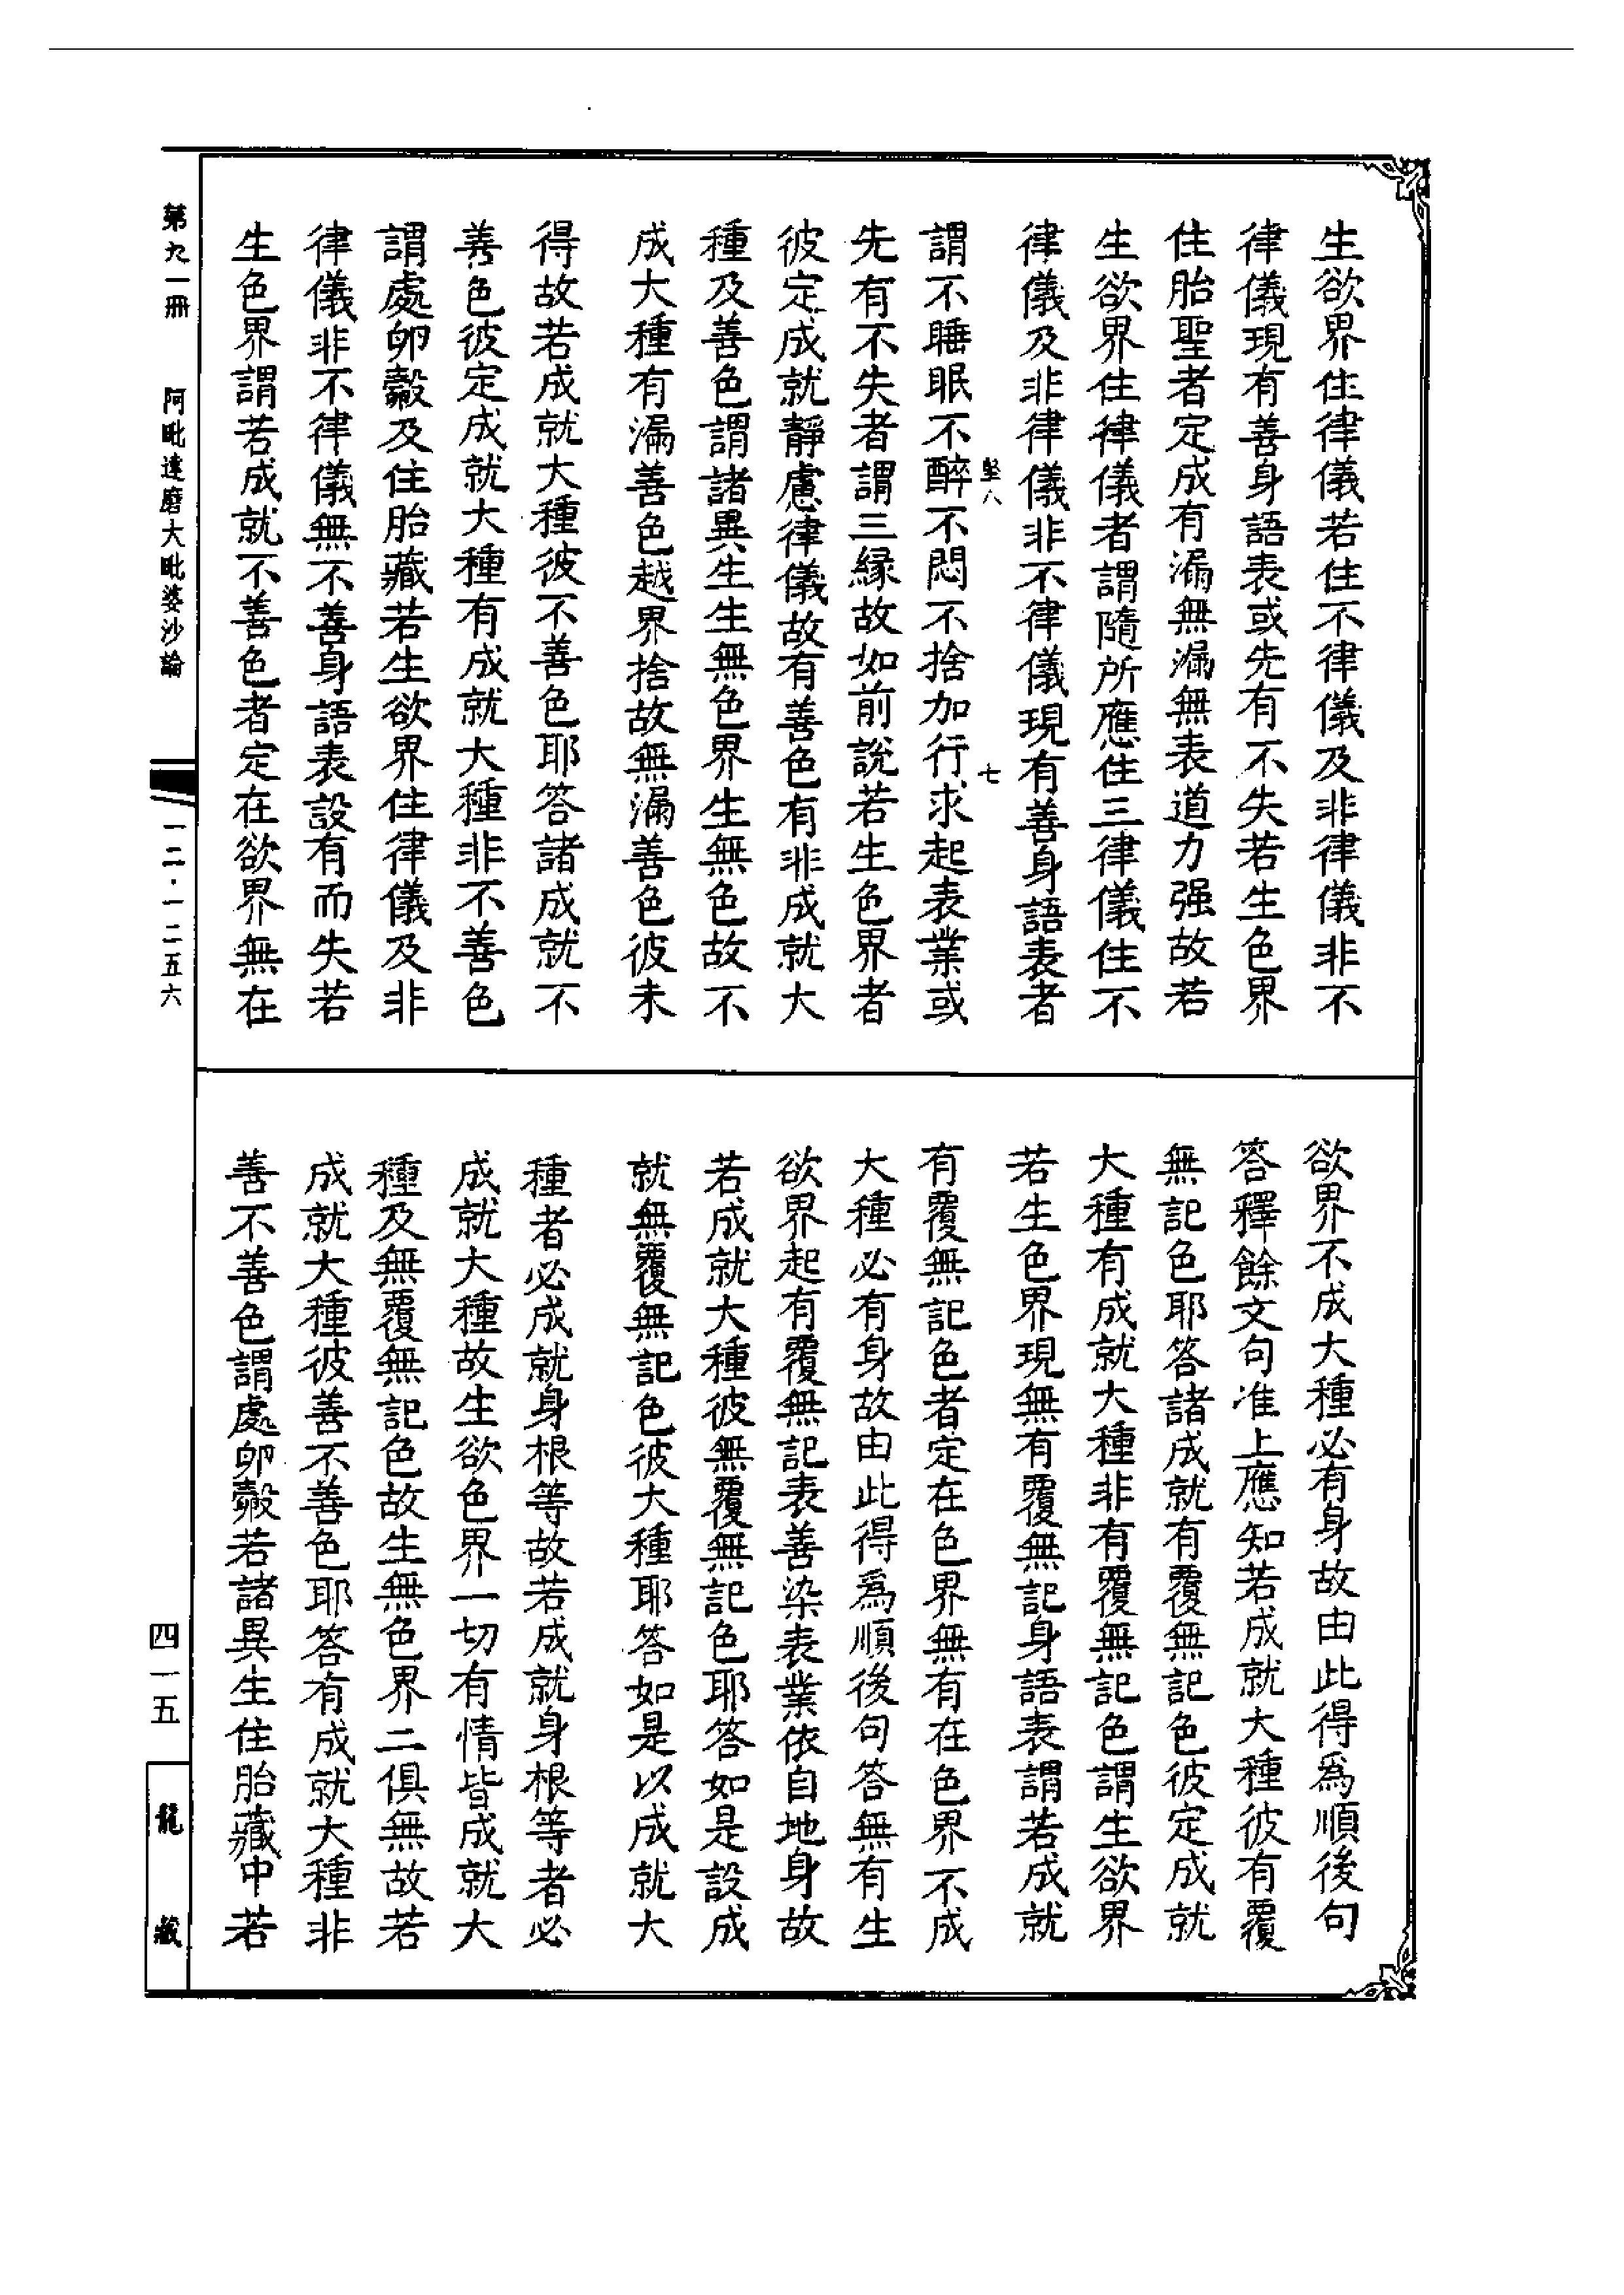 生欲界住律儀若住不律儀及非律儀非不
律儀現有善身語表或先有不失若生色界
住胎聖者定成有漏無漏無表道力强故若
生欲界住律儀者謂隨所應住三律儀住不
律儀及非律儀非不律儀現有善身語表者
堅八 七
謂不睡眠不醉不悶不捨加行求起表業或
先有不失者謂三緣故如前說若生色界者
彼定成就靜慮律儀故有善色有非成就大
種及善色謂諸異生生無色界生無色故不
成大種有漏善色越界捨故無漏善色彼未
得故若成就大種彼不善色耶答諸成就不
善色彼定成就大種有成就大種非不善色
謂處卵㲉及住胎藏若生欲界住律儀及非
律儀非不律儀無不善身語表設有而失若
生色界謂若成就不善色者定在欲界無在
欲界不成大種必有身故由此得爲順後句
答釋餘文句准上應知若成就大種彼有覆
無記色耶答諸成就有覆無記色彼定成就
大種有成就大種非有覆無記色謂生欲界
若生色界現無有覆無記身語表謂若成就
有覆無記色者定在色界無有在色界不成
大種必有身故由此得爲順後句答無有生
欲界起有覆無記表善染表業依自地身故
若成就大種彼無覆無記色耶答如是設成
就無覆無記色彼大種耶答如是以成就大
種者必成就身根等故若成就身根等者必
成就大種故生欲色界一切有情皆成就大
種及無覆無記色故生無色界二俱無故若
成就大種彼善不善色耶答有成就大種非
善不善色謂處卵㲉若諸異生住胎藏中若
第九一冊 阿毗達磨大毗婆沙論 一二·一二五六
四一五 龍藏